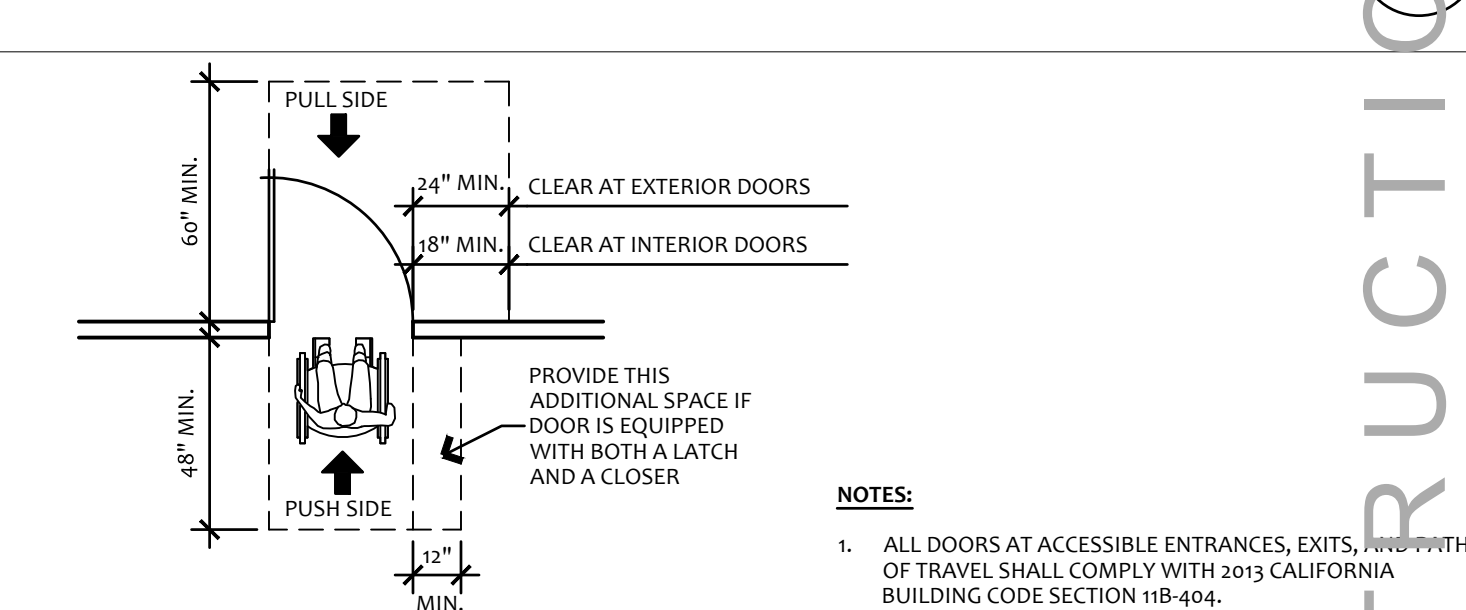 PULL SIDE
60" MIN.
24" MIN. CLEAR AT EXTERIOR DOORS
18" MIN. CLEAR AT INTERIOR DOORS
PROVIDE THIS
ADDITIONAL SPACE IF
DOOR IS EQUIPPED
WITH BOTH A LATCH
AND A CLOSER
48" MIN.
PUSH SIDE
12"
MIN.
NOTES:
1. ALL DOORS AT ACCESSIBLE ENTRANCES, EXITS, AND PATH
OF TRAVEL SHALL COMPLY WITH 2013 CALIFORNIA
BUILDING CODE SECTION 11B-404.
RUCTIO